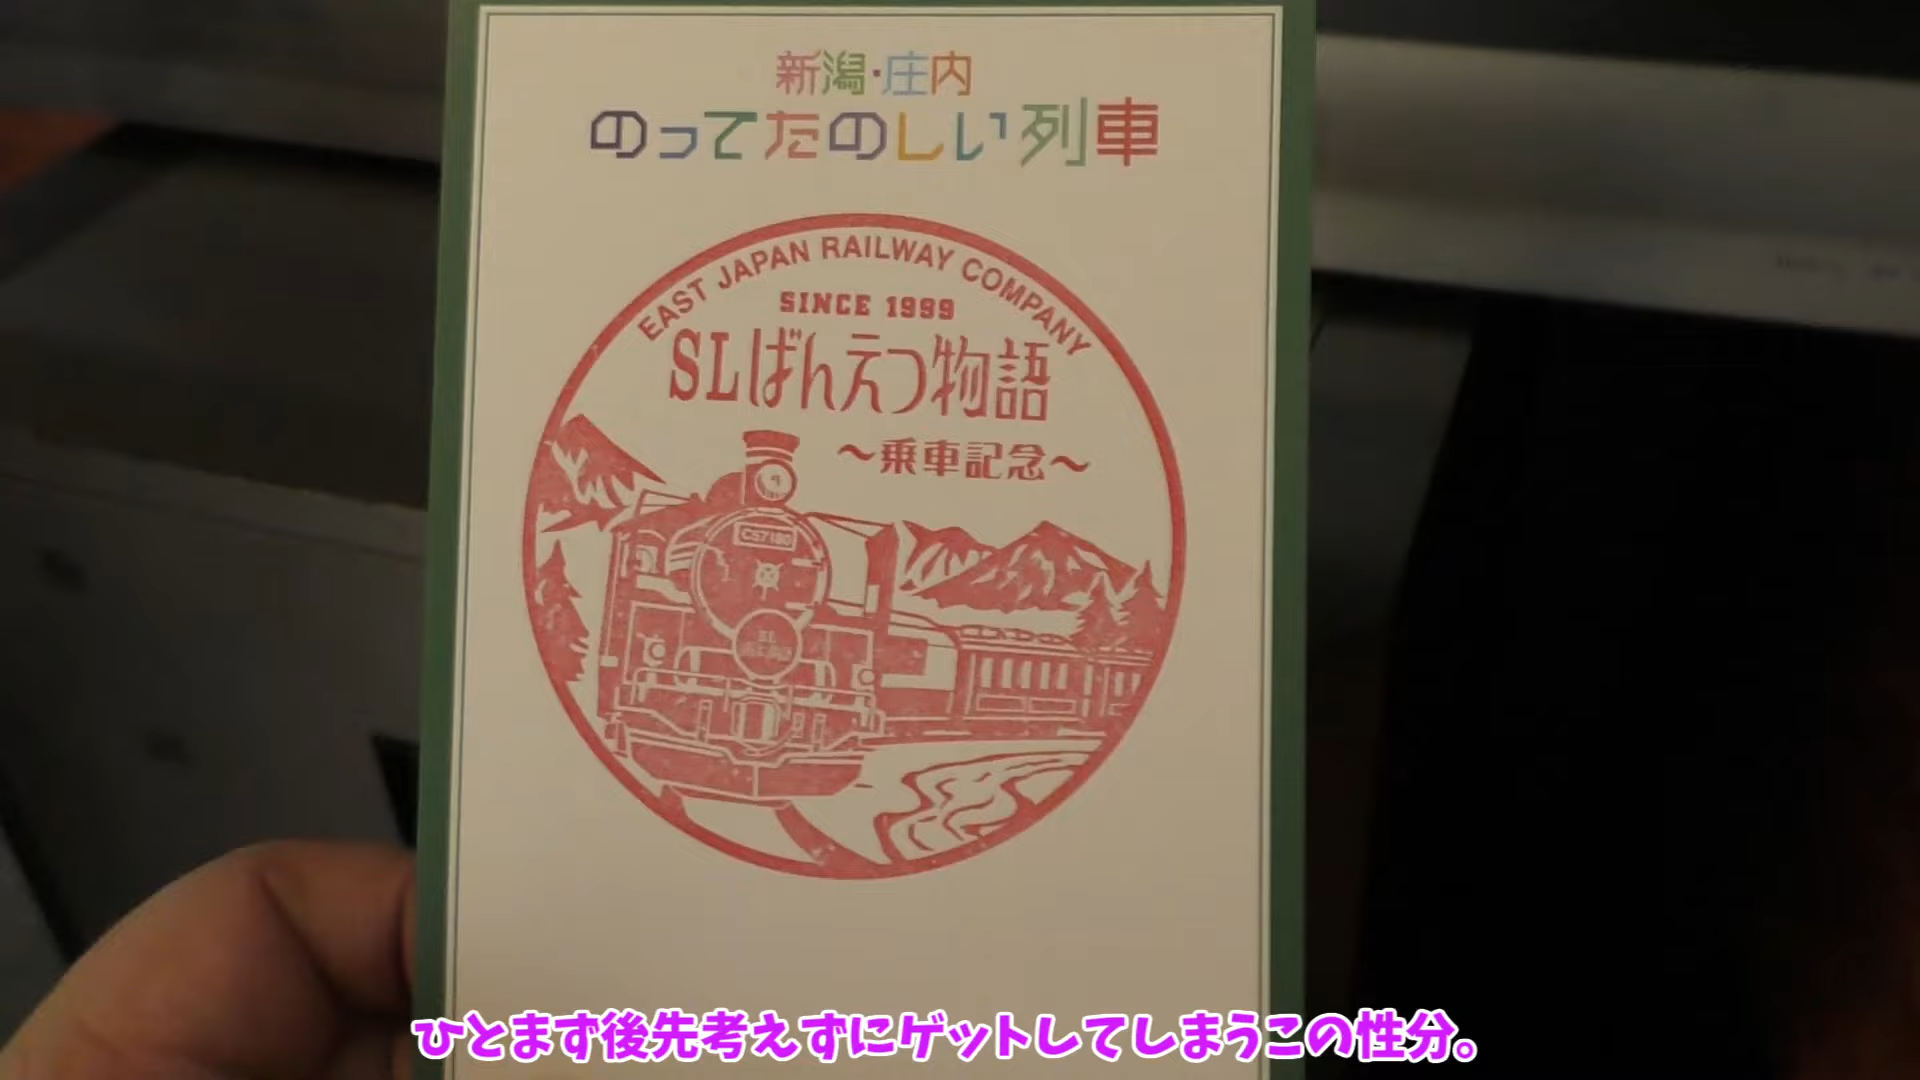 新潟・庄内
のってたのしい列車
EAST JAPAN RAILWAY COMPANY
SINCE 1999
SLばんえつ物語
～乗車記念～
C57180
SL
ひとまず後先考えずにゲットしてしまうこの性分。